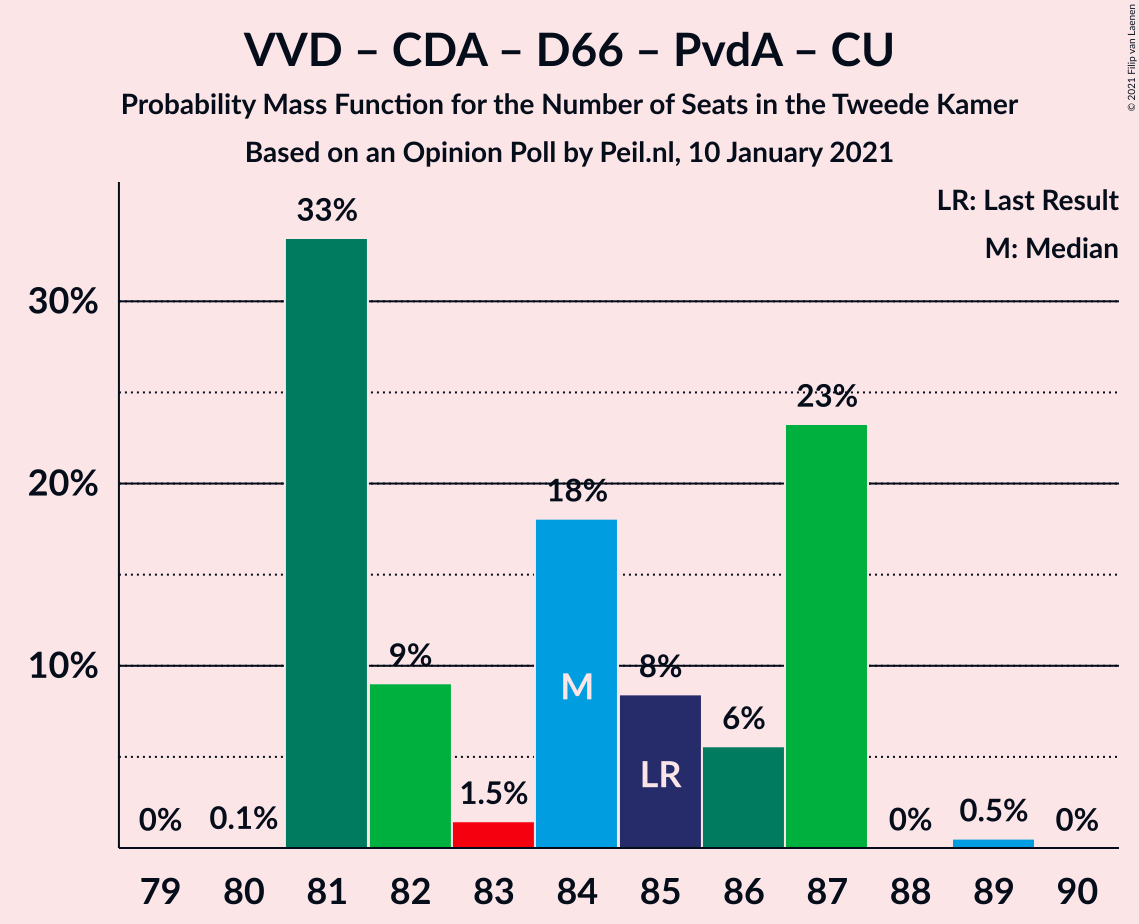 VVD – CDA – D66 – PvdA – CU
Probability Mass Function for the Number of Seats in the Tweede Kamer
Based on an Opinion Poll by Peil.nl, 10 January 2021
© 2021 Filip van Laenen
LR: Last Result
M: Median
30%
20%
10%
0%
0.1%
33%
9%
1.5%
18%
8%
6%
23%
0%
0.5%
0%
M
LR
79 80 81 82 83 84 85 86 87 88 89 90